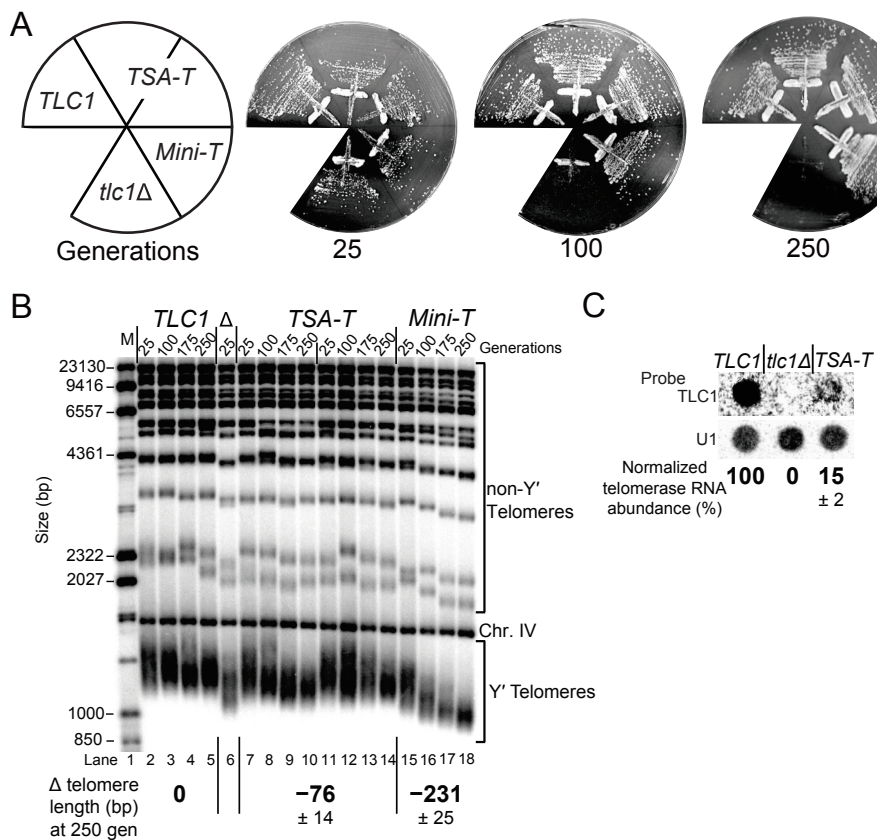 A
TLC1
TSA-T
Mini-T
tlc1Δ
Generations
25
100
250
B
TLC1 Δ TSA-T Mini-T
M 25 100 175 250 25 25 100 175 250 25 100 175 250 25 100 175 250 Generations
23130
9416
6557
4361
2322
2027
1000
850
Size (bp)
non-Y′
Telomeres
Chr. IV
Y′ Telomeres
Lane 1 2 3 4 5 6 7 8 9 10 11 12 13 14 15 16 17 18
Δ telomere
length (bp)
at 250 gen
0
−76
± 14
−231
± 25
C
TLC1 tlc1Δ TSA-T
Probe
TLC1
U1
Normalized
telomerase RNA
abundance (%)
100 0 15
± 2